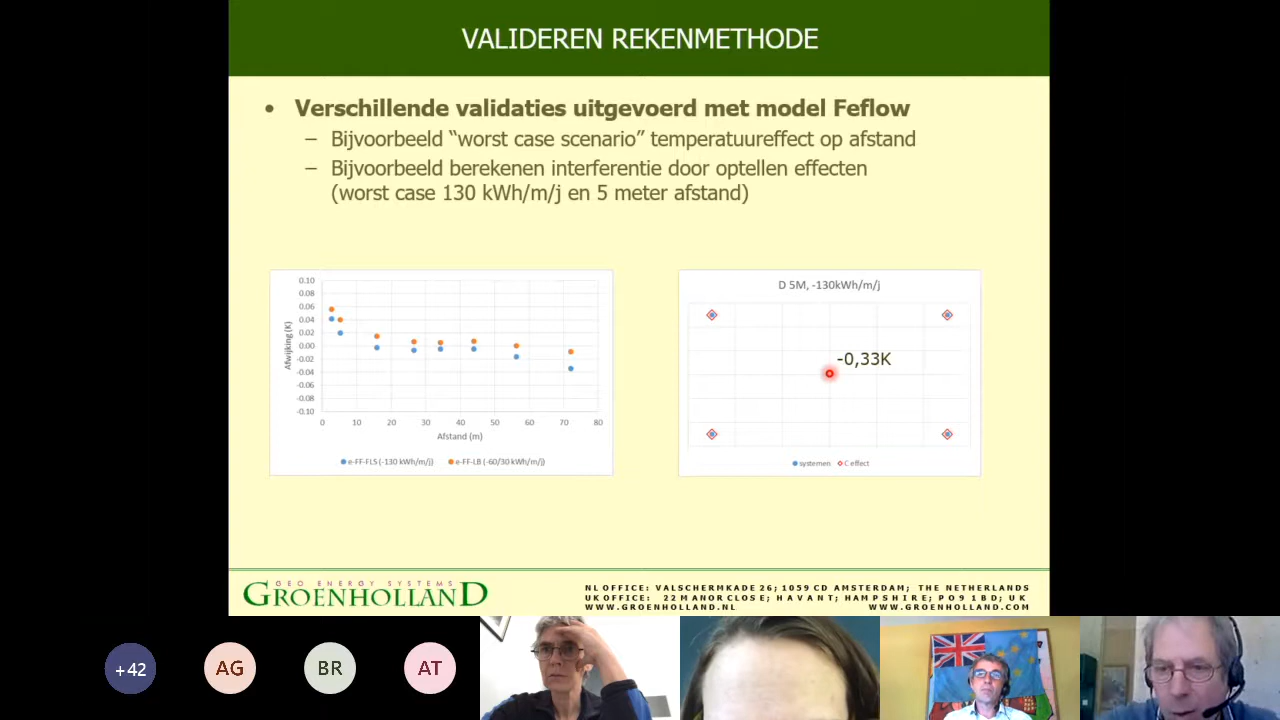 VALIDEREN REKENMETHODE
• Verschillende validaties uitgevoerd met model Feflow
– Bijvoorbeeld “worst case scenario” temperatuureffect op afstand
– Bijvoorbeeld berekenen interferentie door optellen effecten
(worst case 130 kWh/m/j en 5 meter afstand)
0.10
0.08
0.06
0.04
0.02
0.00
-0.02
-0.04
-0.06
-0.08
-0.10
Afwijking (K)
0 10 20 30 40 50 60 70 80
Afstand (m)
e-FF-FLS (-130 kWh/m/j) e-FF-LB (-60/30 kWh/m/j)
D 5M, -130kWh/m/j
-0,33K
systemen C effect
GEO ENERGY SYSTEMS
GROENHOLLAND
NL OFFICE: VALSCHERMKADE 26; 1059 CD AMSTERDAM; THE NETHERLANDS
UK OFFICE: 22 MANOR CLOSE; HAVANT; HAMPSHIRE; PO9 1BD; UK
WWW.GROENHOLLAND.NL WWW.GROENHOLLAND.COM
+42 AG BR AT